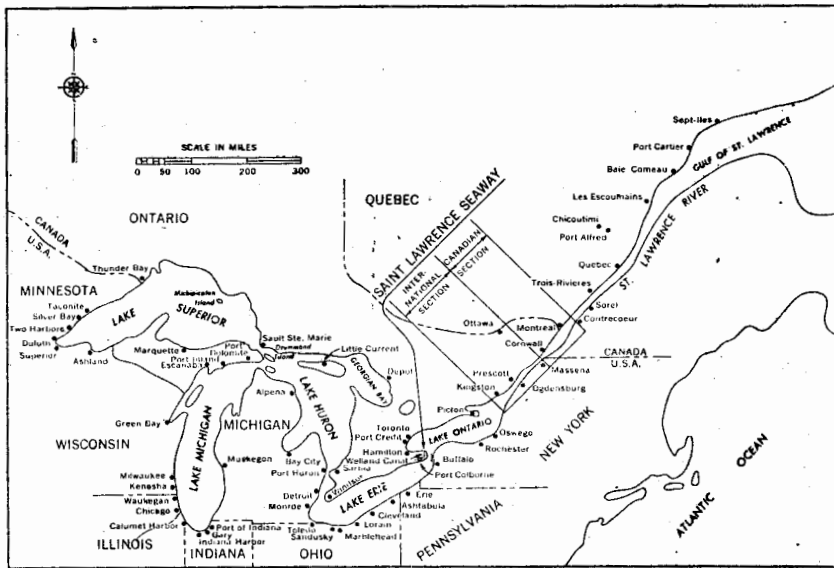 SCALE IN MILES
0 50 100 200 300
ONTARIO
QUEBEC
CANADA
U.S.A.
SAINT LAWRENCE SEAWAY
INTER-
NATIONAL
SECTION
CANADIAN
SECTION
Sept-Iles
Port Cartier
GULF OF ST. LAWRENCE
Baie Comeau
Les Escoumains
Chicoutimi
Port Alfred
ST. LAWRENCE RIVER
Quebec
Trois-Rivieres
Sorel
Contrecoeur
Montreal
Ottawa
Cornwall
CANADA
U.S.A.
Massena
Prescott
Ogdensburg
Kingston
Picton
Thunder Bay
MINNESOTA
Michipicoten
Island
Taconite
Silver Bay
Two Harbors
Duluth
Superior
LAKE SUPERIOR
Ashland
Marquette
Sault Ste. Marie
Drummond
Island
Port
Dolomite
Port Inland
Escanaba
Little Current
GEORGIAN BAY
Depot
Alpena
LAKE HURON
Green Bay
WISCONSIN
MICHIGAN
LAKE MICHIGAN
Muskegon
Bay City
Port Huron
Sarnia
Toronto
Port Credit
Hamilton
Welland Canal
LAKE ONTARIO
Oswego
Rochester
NEW YORK
Buffalo
Port Colborne
Milwaukee
Kenosha
Waukegan
Chicago
Calumet Harbor
Detroit
Monroe
Windsor
LAKE ERIE
Erie
Ashtabula
Cleveland
Lorain
Marblehead
Toledo
Sandusky
Port of Indiana
Gary
Indiana Harbor
ILLINOIS
INDIANA
OHIO
PENNSYLVANIA
ATLANTIC OCEAN